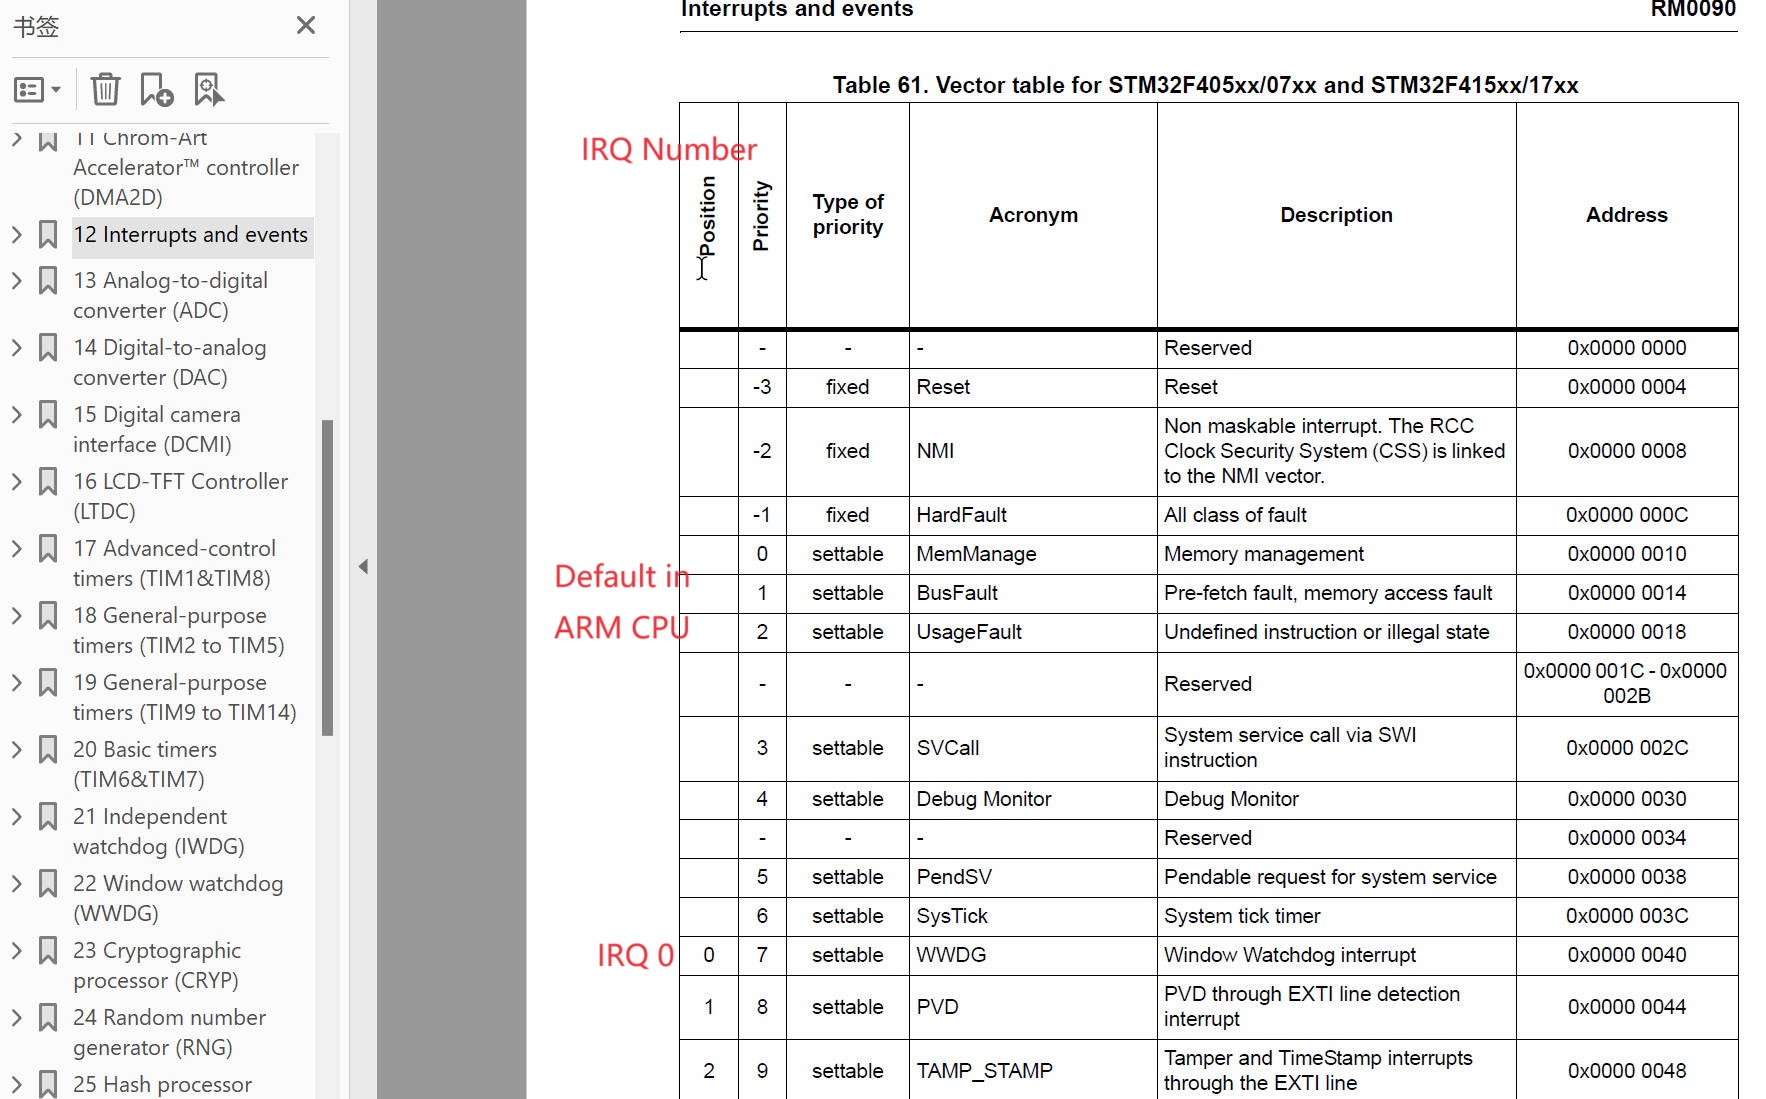 书签
11 Chrom-Art
Accelerator™ controller
(DMA2D)
12 Interrupts and events
13 Analog-to-digital
converter (ADC)
14 Digital-to-analog
converter (DAC)
15 Digital camera
interface (DCMI)
16 LCD-TFT Controller
(LTDC)
17 Advanced-control
timers (TIM1&TIM8)
18 General-purpose
timers (TIM2 to TIM5)
19 General-purpose
timers (TIM9 to TIM14)
20 Basic timers
(TIM6&TIM7)
21 Independent
watchdog (IWDG)
22 Window watchdog
(WWDG)
23 Cryptographic
processor (CRYP)
24 Random number
generator (RNG)
25 Hash processor
Interrupts and events RM0090
Table 61. Vector table for STM32F405xx/07xx and STM32F415xx/17xx
IRQ Number
Position Priority Type of
priority Acronym Description Address
- - - Reserved 0x0000 0000
-3 fixed Reset Reset 0x0000 0004
-2 fixed NMI Non maskable interrupt. The RCC
Clock Security System (CSS) is linked
to the NMI vector. 0x0000 0008
-1 fixed HardFault All class of fault 0x0000 000C
0 settable MemManage Memory management 0x0000 0010
Default in
ARM CPU
1 settable BusFault Pre-fetch fault, memory access fault 0x0000 0014
2 settable UsageFault Undefined instruction or illegal state 0x0000 0018
- - - Reserved 0x0000 001C - 0x0000
002B
3 settable SVCall System service call via SWI
instruction 0x0000 002C
4 settable Debug Monitor Debug Monitor 0x0000 0030
- - - Reserved 0x0000 0034
5 settable PendSV Pendable request for system service 0x0000 0038
6 settable SysTick System tick timer 0x0000 003C
IRQ 0
0 7 settable WWDG Window Watchdog interrupt 0x0000 0040
1 8 settable PVD PVD through EXTI line detection
interrupt 0x0000 0044
2 9 settable TAMP_STAMP Tamper and TimeStamp interrupts
through the EXTI line 0x0000 0048